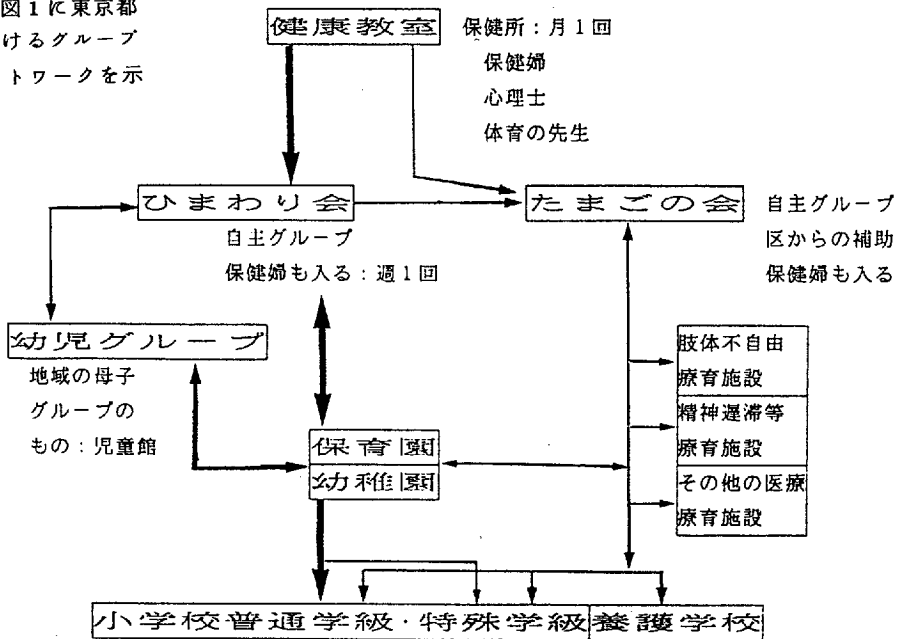 図1に東京都
けるグループ
トワークを示
健康教室
保健所：月1回
保健婦
心理士
体育の先生
ひまわり会
自主グループ
保健婦も入る：週1回
たまごの会
自主グループ
区からの補助
保健婦も入る
幼児グループ
地域の母子
グループの
もの：児童館
肢体不自由
療育施設
精神遅滞等
療育施設
その他の医療
療育施設
保育園
幼稚園
小学校普通学級・特殊学級
養護学校